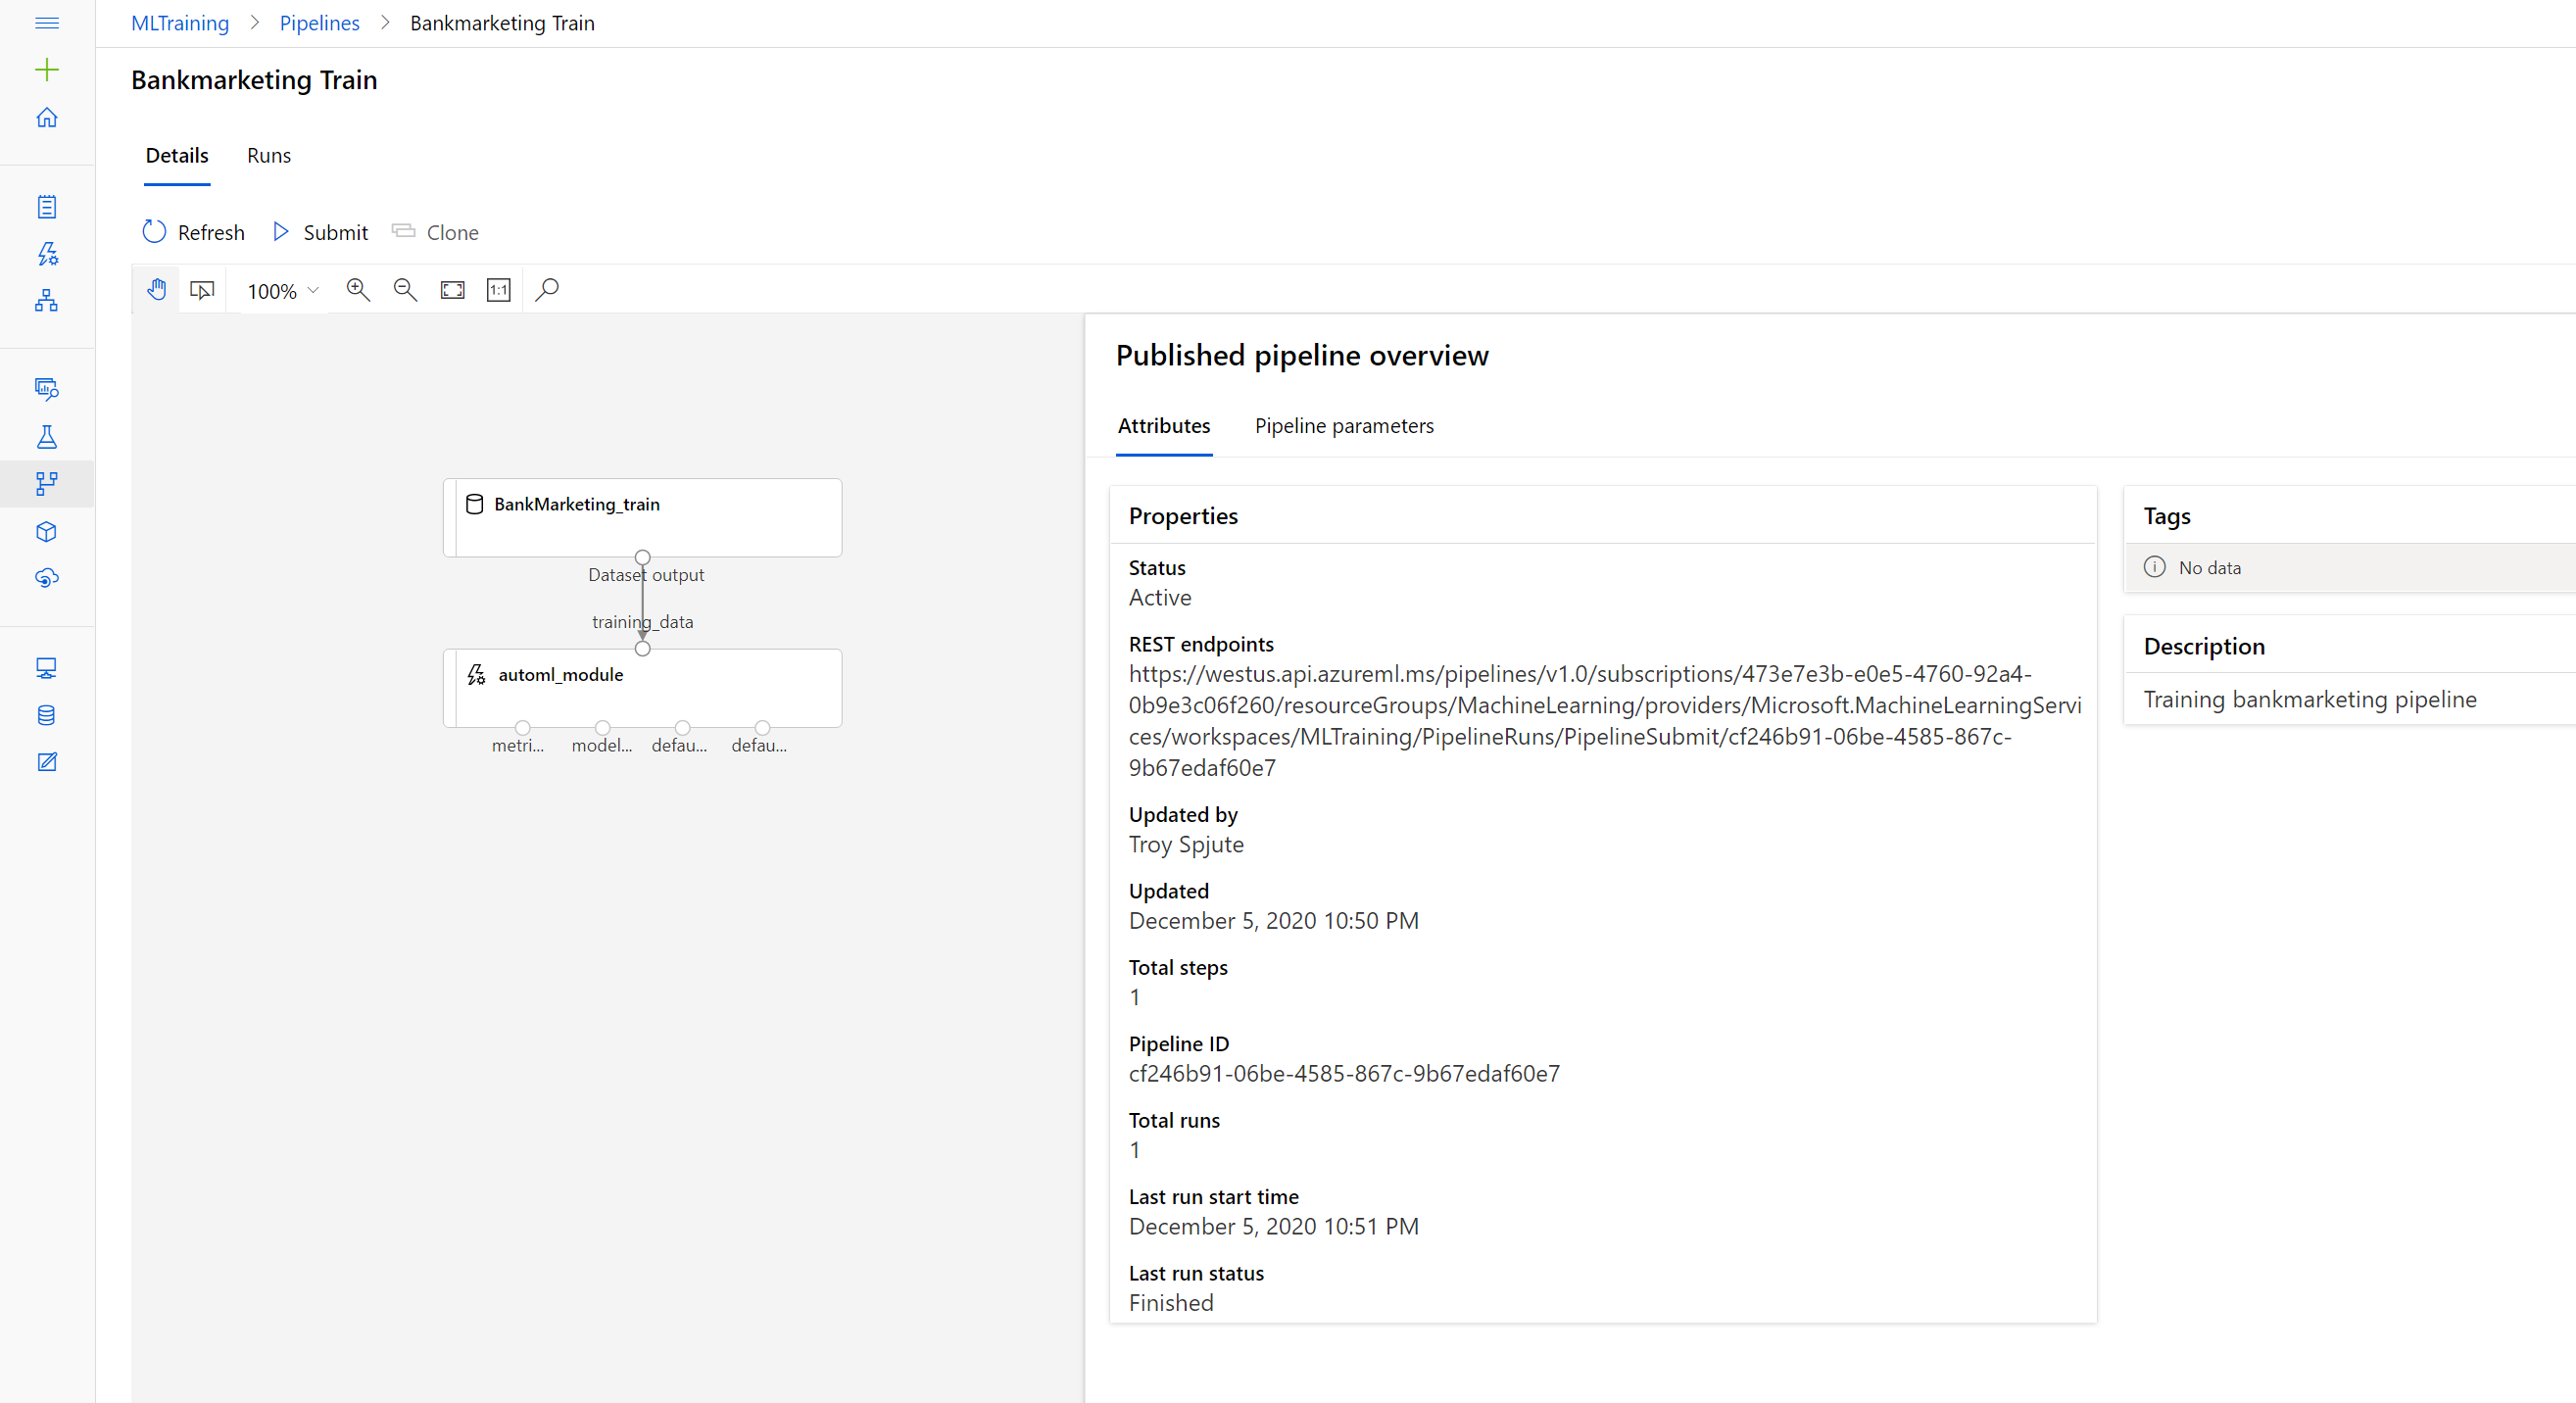 MLTraining > Pipelines > Bankmarketing Train
Bankmarketing Train
Details Runs
Refresh Submit Clone
100% 1:1
BankMarketing_train
Dataset output
training_data
automl_module
metri... model... defau... defau...
Published pipeline overview
Attributes Pipeline parameters
Properties
Status
Active
REST endpoints
https://westus.api.azureml.ms/pipelines/v1.0/subscriptions/473e7e3b-e0e5-4760-92a4-
0b9e3c06f260/resourceGroups/MachineLearning/providers/Microsoft.MachineLearningServi
ces/workspaces/MLTraining/PipelineRuns/PipelineSubmit/cf246b91-06be-4585-867c-
9b67edaf60e7
Updated by
Troy Spjute
Updated
December 5, 2020 10:50 PM
Total steps
1
Pipeline ID
cf246b91-06be-4585-867c-9b67edaf60e7
Total runs
1
Last run start time
December 5, 2020 10:51 PM
Last run status
Finished
Tags
No data
Description
Training bankmarketing pipeline